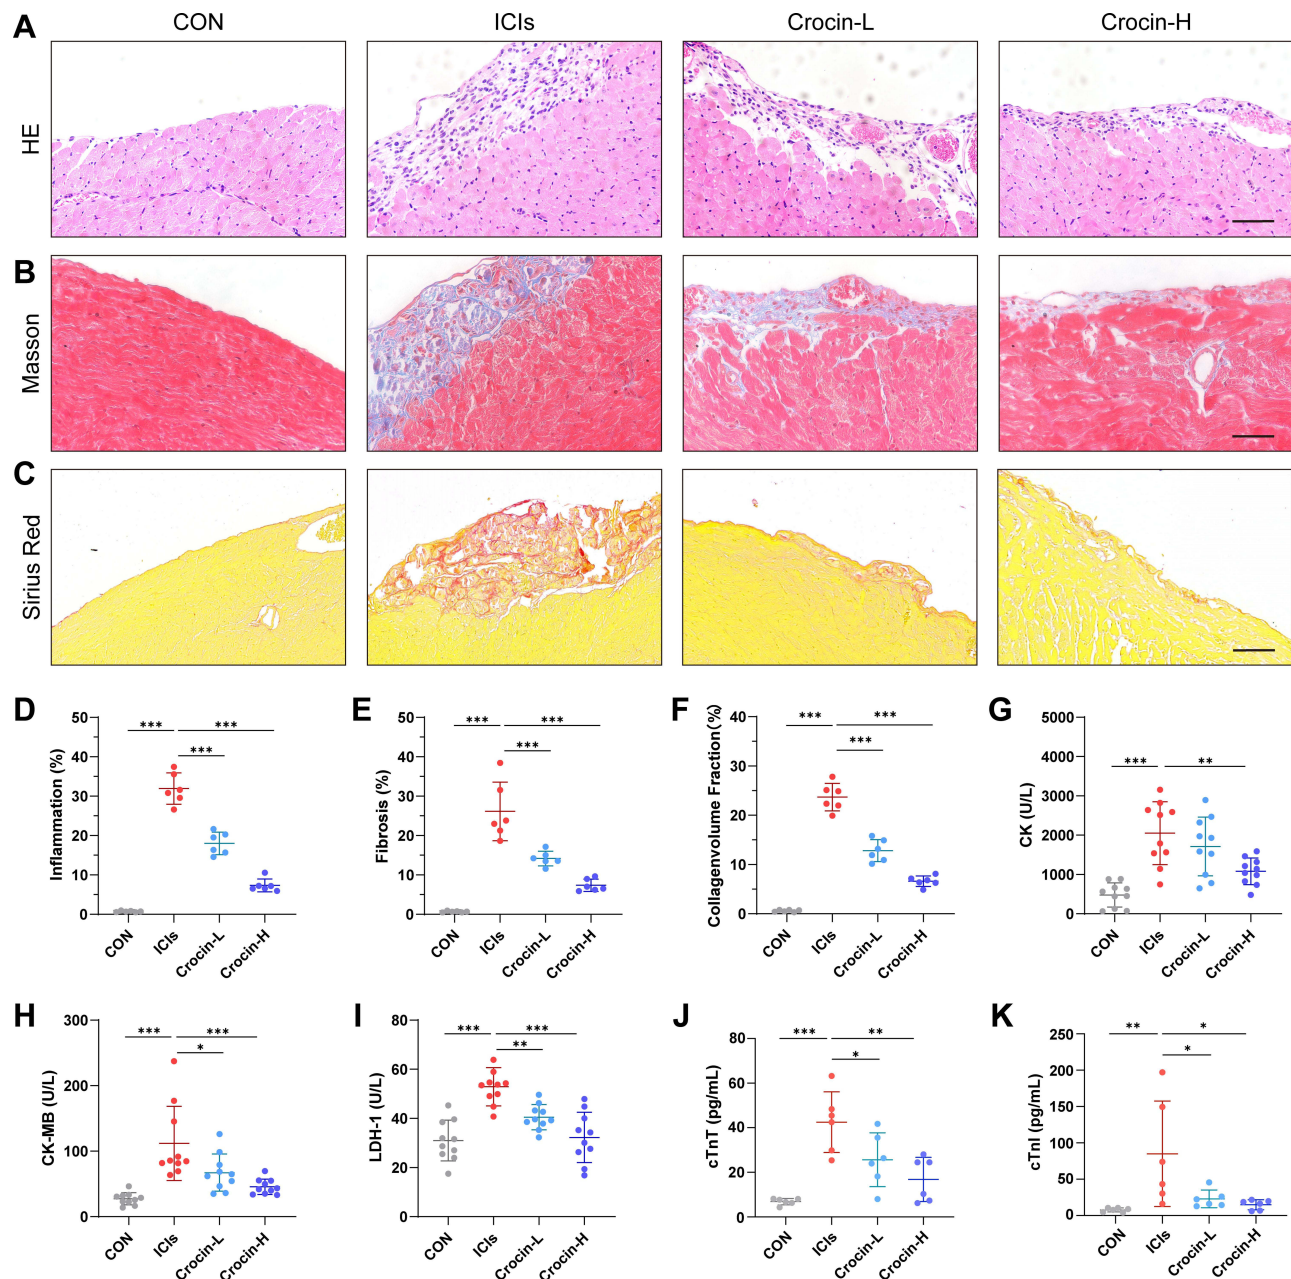 A
CON
ICIs
Crocin-L
Crocin-H
HE
B
Masson
C
Sirius Red
D
Inflammation (%)
50
40
30
20
10
0
***
***
***
CON
ICIs
Crocin-L
Crocin-H
E
Fibrosis (%)
50
40
30
20
10
0
***
***
***
CON
ICIs
Crocin-L
Crocin-H
F
Collagenvolume Fraction(%)
40
30
20
10
0
***
***
***
CON
ICIs
Crocin-L
Crocin-H
G
CK (U/L)
5000
4000
3000
2000
1000
0
***
**
CON
ICIs
Crocin-L
Crocin-H
H
CK-MB (U/L)
300
200
100
0
***
***
*
CON
ICIs
Crocin-L
Crocin-H
I
LDH-1 (U/L)
80
60
40
20
0
***
***
**
CON
ICIs
Crocin-L
Crocin-H
J
cTnT (pg/mL)
80
60
40
20
0
***
**
*
CON
ICIs
Crocin-L
Crocin-H
K
cTnI (pg/mL)
250
200
150
100
50
0
**
*
*
CON
ICIs
Crocin-L
Crocin-H